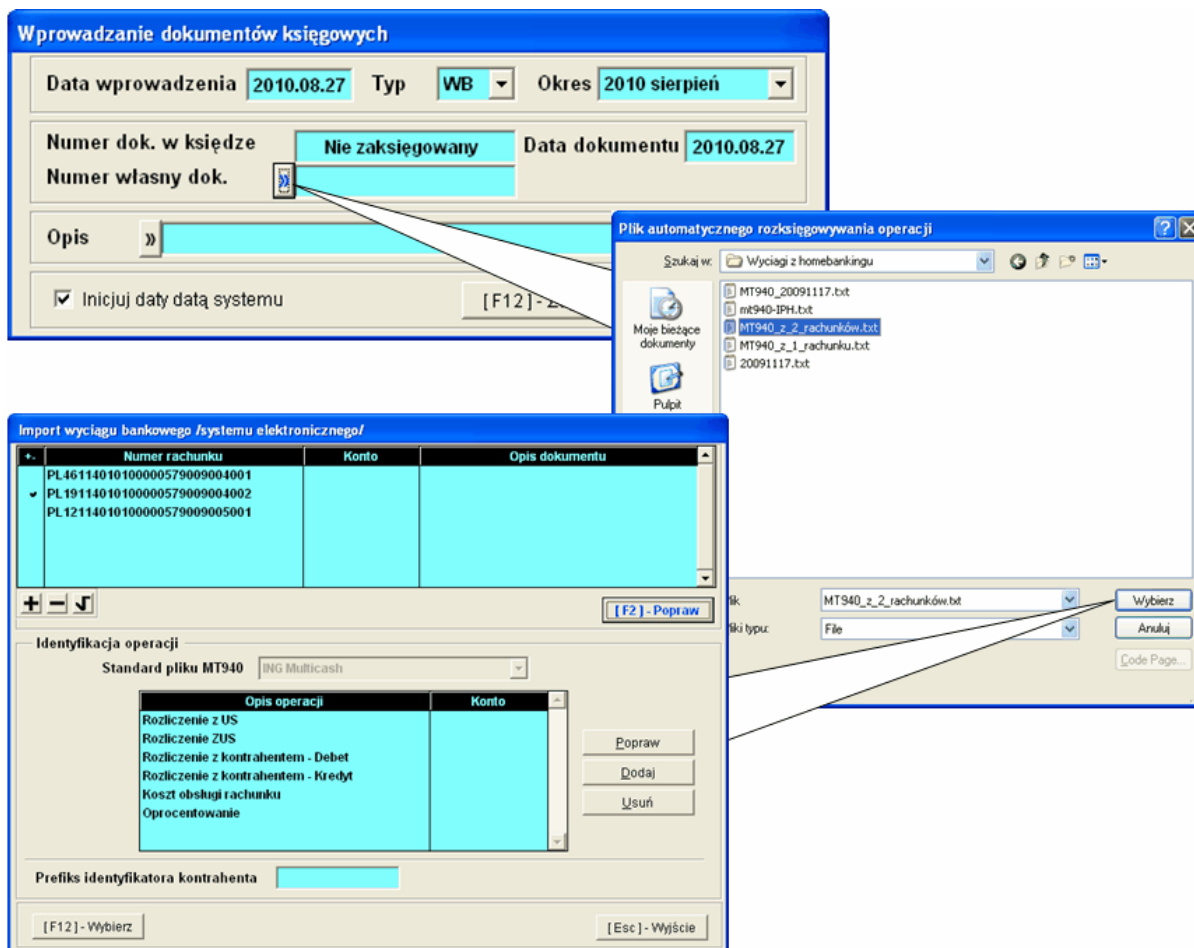 Wprowadzanie dokumentów księgowych
Data wprowadzenia 2010.08.27 Typ WB Okres 2010 sierpień
Numer dok. w księdze Nie zaksięgowany Data dokumentu 2010.08.27
Numer własny dok. »
Opis »
Inicjuj daty datą systemu [F12]-
Plik automatycznego rozksięgowywania operacji
Szukaj w: Wyciagi z homebankingu
MT940_20091117.txt
mt940-IPH.txt
MT940_z_2_rachunków.txt
MT940_z_1_rachunku.txt
20091117.txt
Moje bieżące
dokumenty
Pulpit
MT940_z_2_rachunków.txt Wybierz
liki typu: File Anuluj
Code Page...
Import wyciągu bankowego /systemu elektronicznego/
+- Numer rachunku Konto Opis dokumentu
PL46114010100000579009004001
PL19114010100000579009004002
PL12114010100000579009005001
[F2]-Popraw
Identyfikacja operacji
Standard pliku MT940 ING Multicash
Opis operacji Konto
Rozliczenie z US
Rozliczenie ZUS
Rozliczenie z kontrahentem - Debet
Rozliczenie z kontrahentem - Kredyt
Koszt obsługi rachunku
Oprocentowanie
Popraw
Dodaj
Usuń
Prefiks identyfikatora kontrahenta
[F12]-Wybierz [Esc]-Wyjście